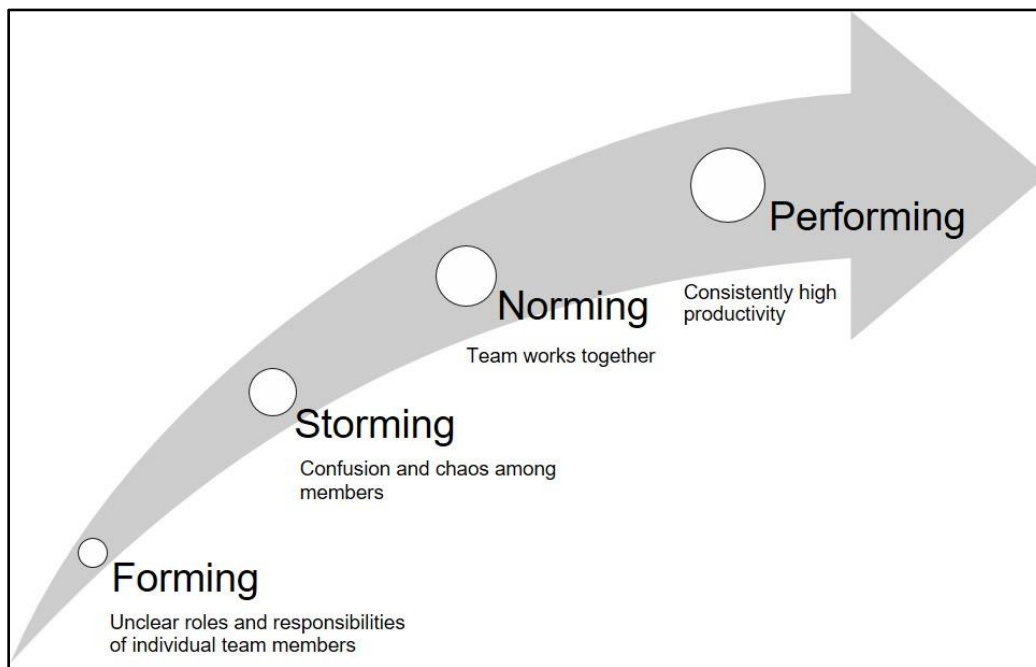 Performing
Consistently high
productivity
Norming
Team works together
Storming
Confusion and chaos among
members
Forming
Unclear roles and responsibilities
of individual team members